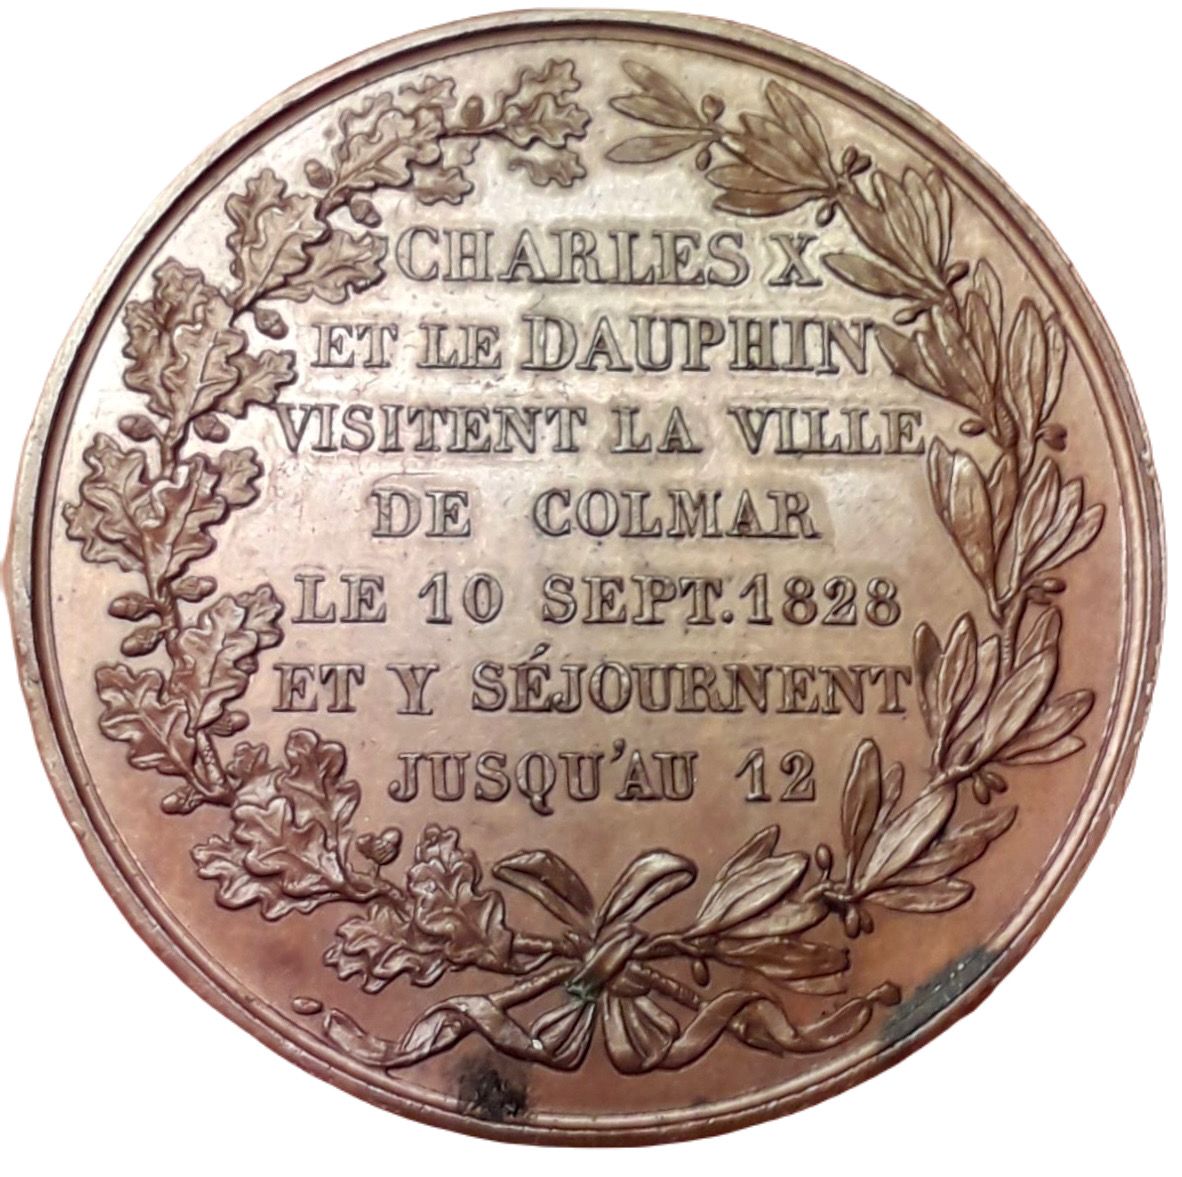 CHARLES X
ET LE DAUPHIN
VISITENT LA VILLE
DE COLMAR
LE 10 SEPT. 1828
ET Y SÉJOURNENT
JUSQU'AU 12